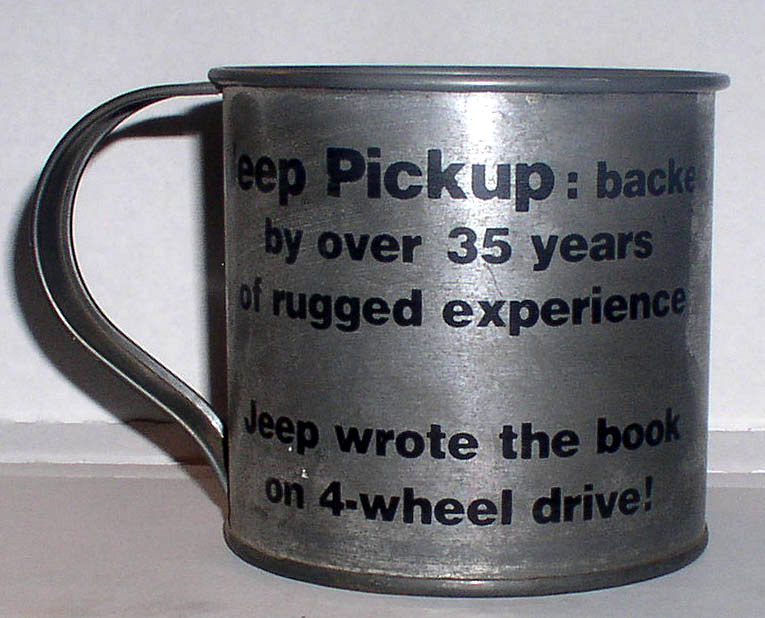 eep Pickup: backe
by over 35 years
of rugged experience
Jeep wrote the book
on 4-wheel drive!